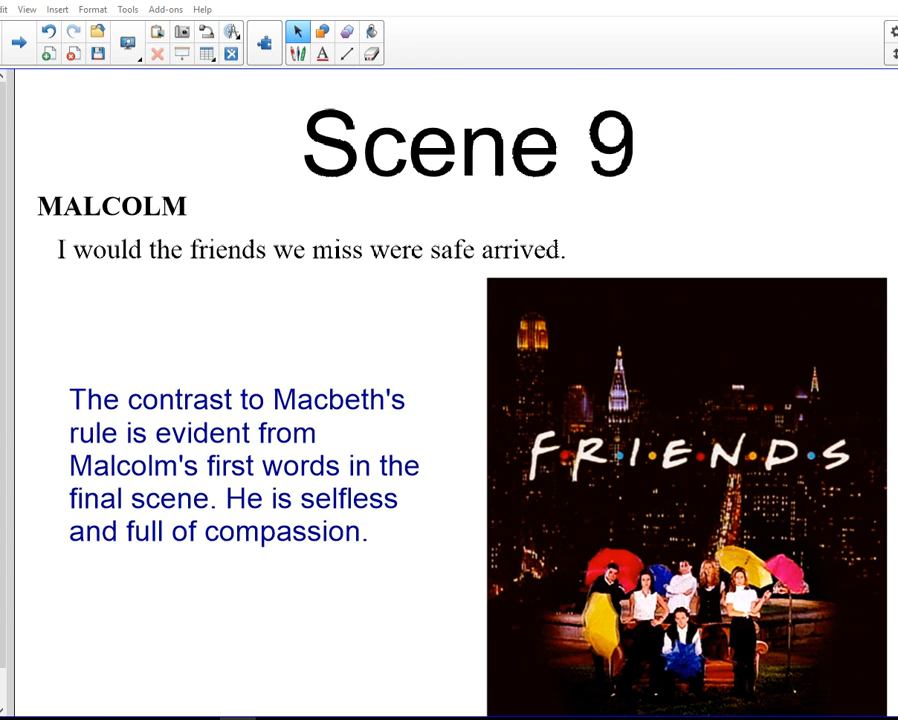 dit View Insert Format Tools Add-ons Help
Scene 9
MALCOLM
I would the friends we miss were safe arrived.
The contrast to Macbeth's
rule is evident from
Malcolm's first words in the
final scene. He is selfless
and full of compassion.
F·R·I·E·N·D·S